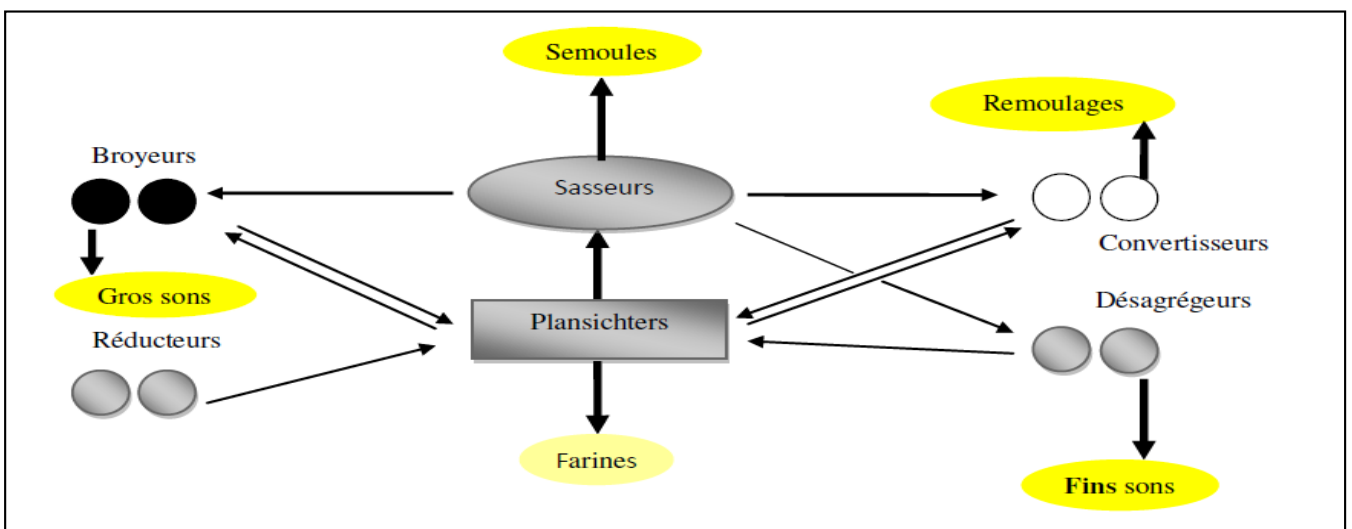 Semoules
Remoulages
Broyeurs
Sasseurs
Convertisseurs
Gros sons
Plansichters
Désagrégeurs
Réducteurs
Farines
Fins sons